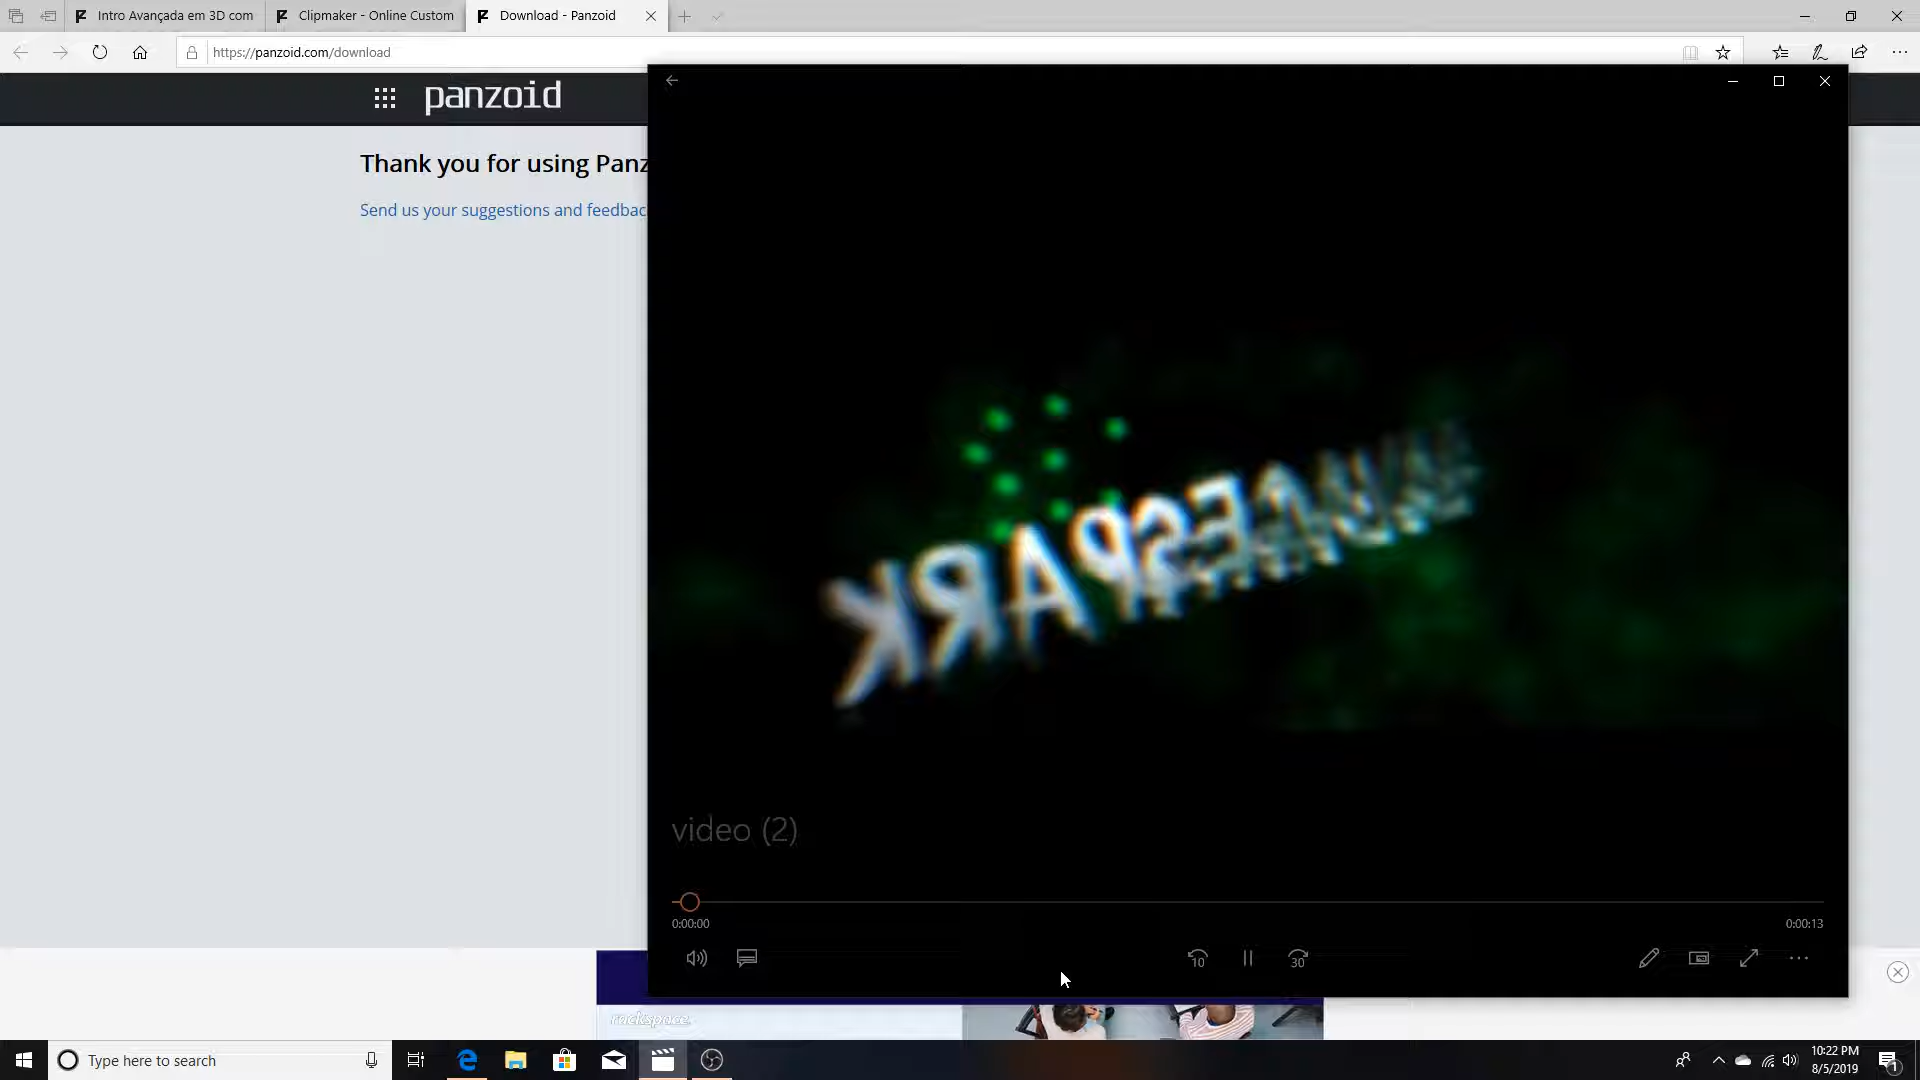 Intro Avançada em 3D com
Clipmaker - Online Custom
Download - Panzoid
https://panzoid.com/download
panzoid
Thank you for using Panz
Send us your suggestions and feedbac
video (2)
0:00:00
0:00:13
10
30
rackspace
Type here to search
10:22 PM
8/5/2019
1